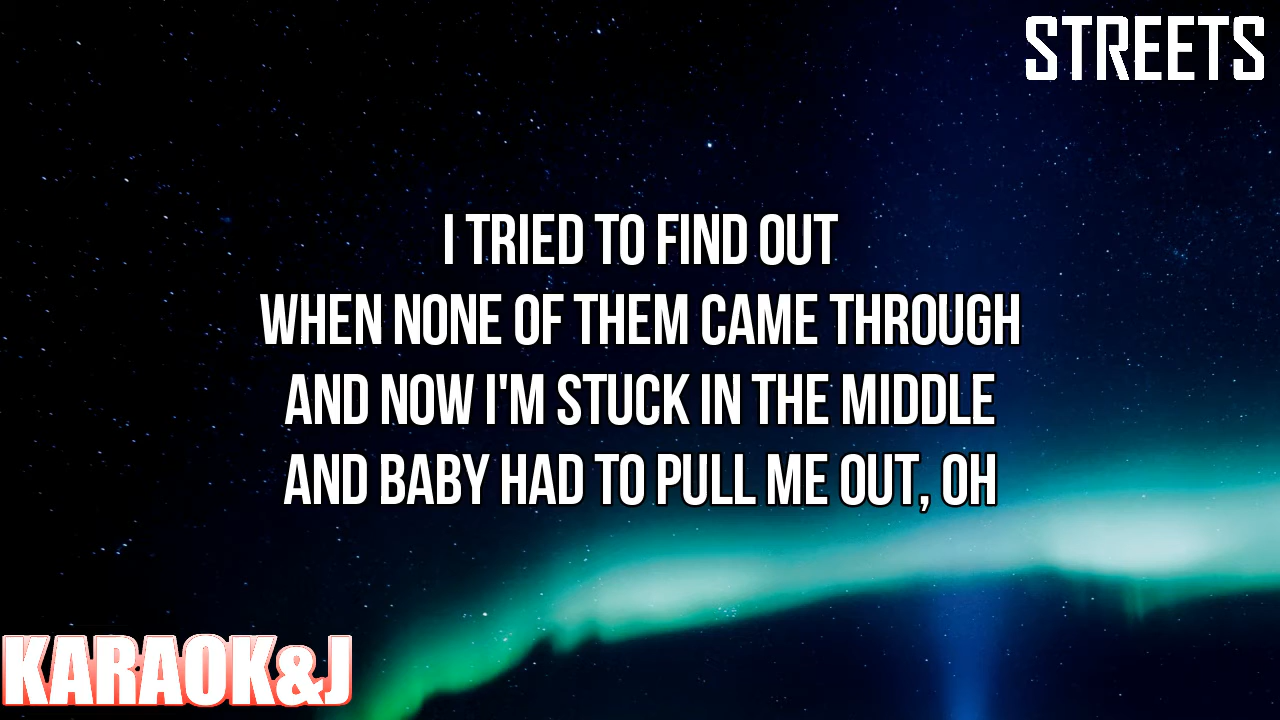 STREETS
I TRIED TO FIND OUT
WHEN NONE OF THEM CAME THROUGH
AND NOW I'M STUCK IN THE MIDDLE
AND BABY HAD TO PULL ME OUT, OH
KARAOK&J